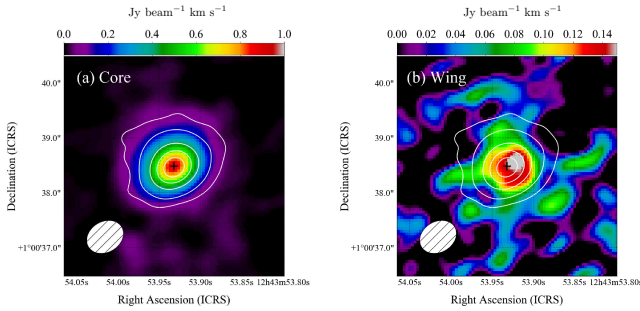 Jy beam⁻¹ km s⁻¹
0.0 0.2 0.4 0.6 0.8 1.0
(a) Core
40.0"
39.0"
38.0"
+1°00'37.0"
Declination (ICRS)
54.05s 54.00s 53.95s 53.90s 53.85s 12h43m53.80s
Right Ascension (ICRS)
Jy beam⁻¹ km s⁻¹
0.00 0.02 0.04 0.06 0.08 0.10 0.12 0.14
(b) Wing
40.0"
39.0"
38.0"
+1°00'37.0"
Declination (ICRS)
54.05s 54.00s 53.95s 53.90s 53.85s 12h43m53.80s
Right Ascension (ICRS)